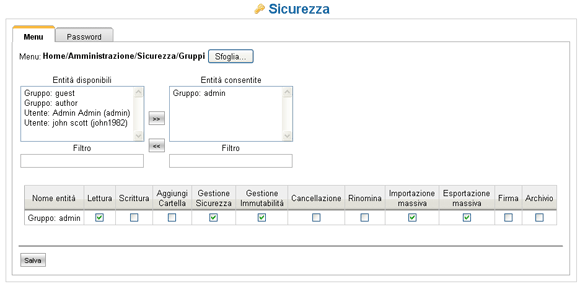 Sicurezza
Menu Password
Menu: Home/Amministrazione/Sicurezza/Gruppi Sfoglia...
Entità disponibili
Gruppo: guest
Gruppo: author
Utente: Admin Admin (admin)
Utente: john scott (john1982)
Filtro
>>
<<
Entità consentite
Gruppo: admin
Filtro
Nome entità Lettura Scrittura Aggiungi Cartella Gestione Sicurezza Gestione Immutabilità Cancellazione Rinomina Importazione massiva Esportazione massiva Firma Archivio
Gruppo: admin
Salva